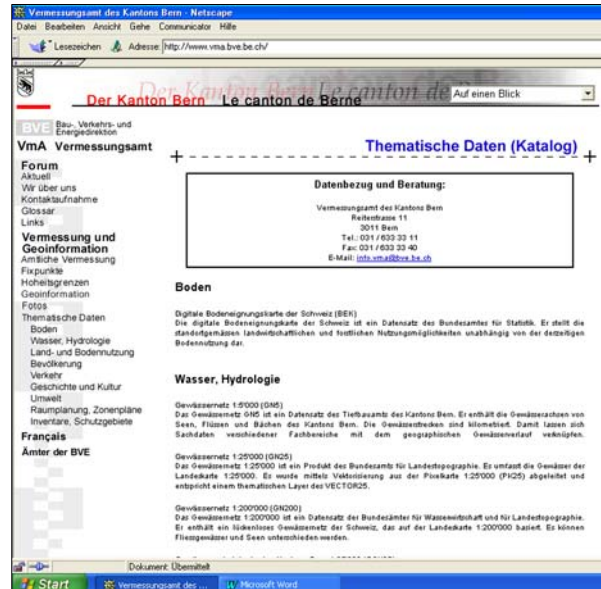 Vermessungsamt des Kantons Bern - Netscape
Datei Bearbeiten Ansicht Gehe Communicator Hilfe
Lesezeichen Adresse http://www.vma.bve.be.ch/
Der Kanton Bern Le canton de Berne
Auf einen Blick
BVE Bau-, Verkehrs- und
Energiedirektion
VmA Vermessungsamt
Forum
Aktuell
Wir über uns
Kontaktaufnahme
Glossar
Links
Vermessung und
Geoinformation
Amtliche Vermessung
Fixpunkte
Hoheitsgrenzen
Geoinformation
Fotos
Thematische Daten
Boden
Wasser, Hydrologie
Land- und Bodennutzung
Bevölkerung
Verkehr
Geschichte und Kultur
Umwelt
Raumplanung, Zonenpläne
Inventare, Schutzgebiete
Français
Ämter der BVE
Thematische Daten (Katalog)
Datenbezug und Beratung:
Vermessungsamt des Kantons Bern
Reiterstrasse 11
3011 Bern
Tel.: 031 / 633 33 11
Fax: 031 / 633 33 40
E-Mail: info.vma@bve.be.ch
Boden
Digitale Bodeneignungskarte der Schweiz (BEK)
Die digitale Bodeneignungskarte der Schweiz ist ein Datensatz des Bundesamtes für Statistik. Er stellt die
standortgemässen landwirtschaftlichen und forstlichen Nutzungsmöglichkeiten unabhängig von der derzeitigen
Bodennutzung dar.
Wasser, Hydrologie
Gewässernetz 1:5'000 (GN5)
Das Gewässernetz GN5 ist ein Datensatz des Tiefbauamts des Kantons Bern. Er enthält die Gewässerachsen von
Seen, Flüssen und Bächen des Kantons Bern. Die Gewässerstrecken sind kilometriert. Damit lassen sich
Sachdaten verschiedener Fachbereiche mit dem geographischen Gewässerverlauf verknüpfen.
Gewässernetz 1:25'000 (GN25)
Das Gewässernetz 1:25'000 ist ein Produkt des Bundesamts für Landestopographie. Es umfasst die Gewässer der
Landeskarte 1:25'000. Es wurde mittels Vektorisierung aus der Pixelkarte 1:25'000 (PK25) abgeleitet und
entspricht einem thematischen Layer des VECTOR25.
Gewässernetz 1:200'000 (GN200)
Das Gewässernetz 1:200'000 ist ein Datensatz der Bundesämter für Wasserwirtschaft und für Landestopographie.
Er enthält ein lückenloses Gewässernetz der Schweiz, das auf der Landeskarte 1:200'000 basiert. Es können
Fliessgewässer und Seen unterschieden werden.
Dokument: Übermittelt
Start Vermessungsamt des ... Microsoft Word